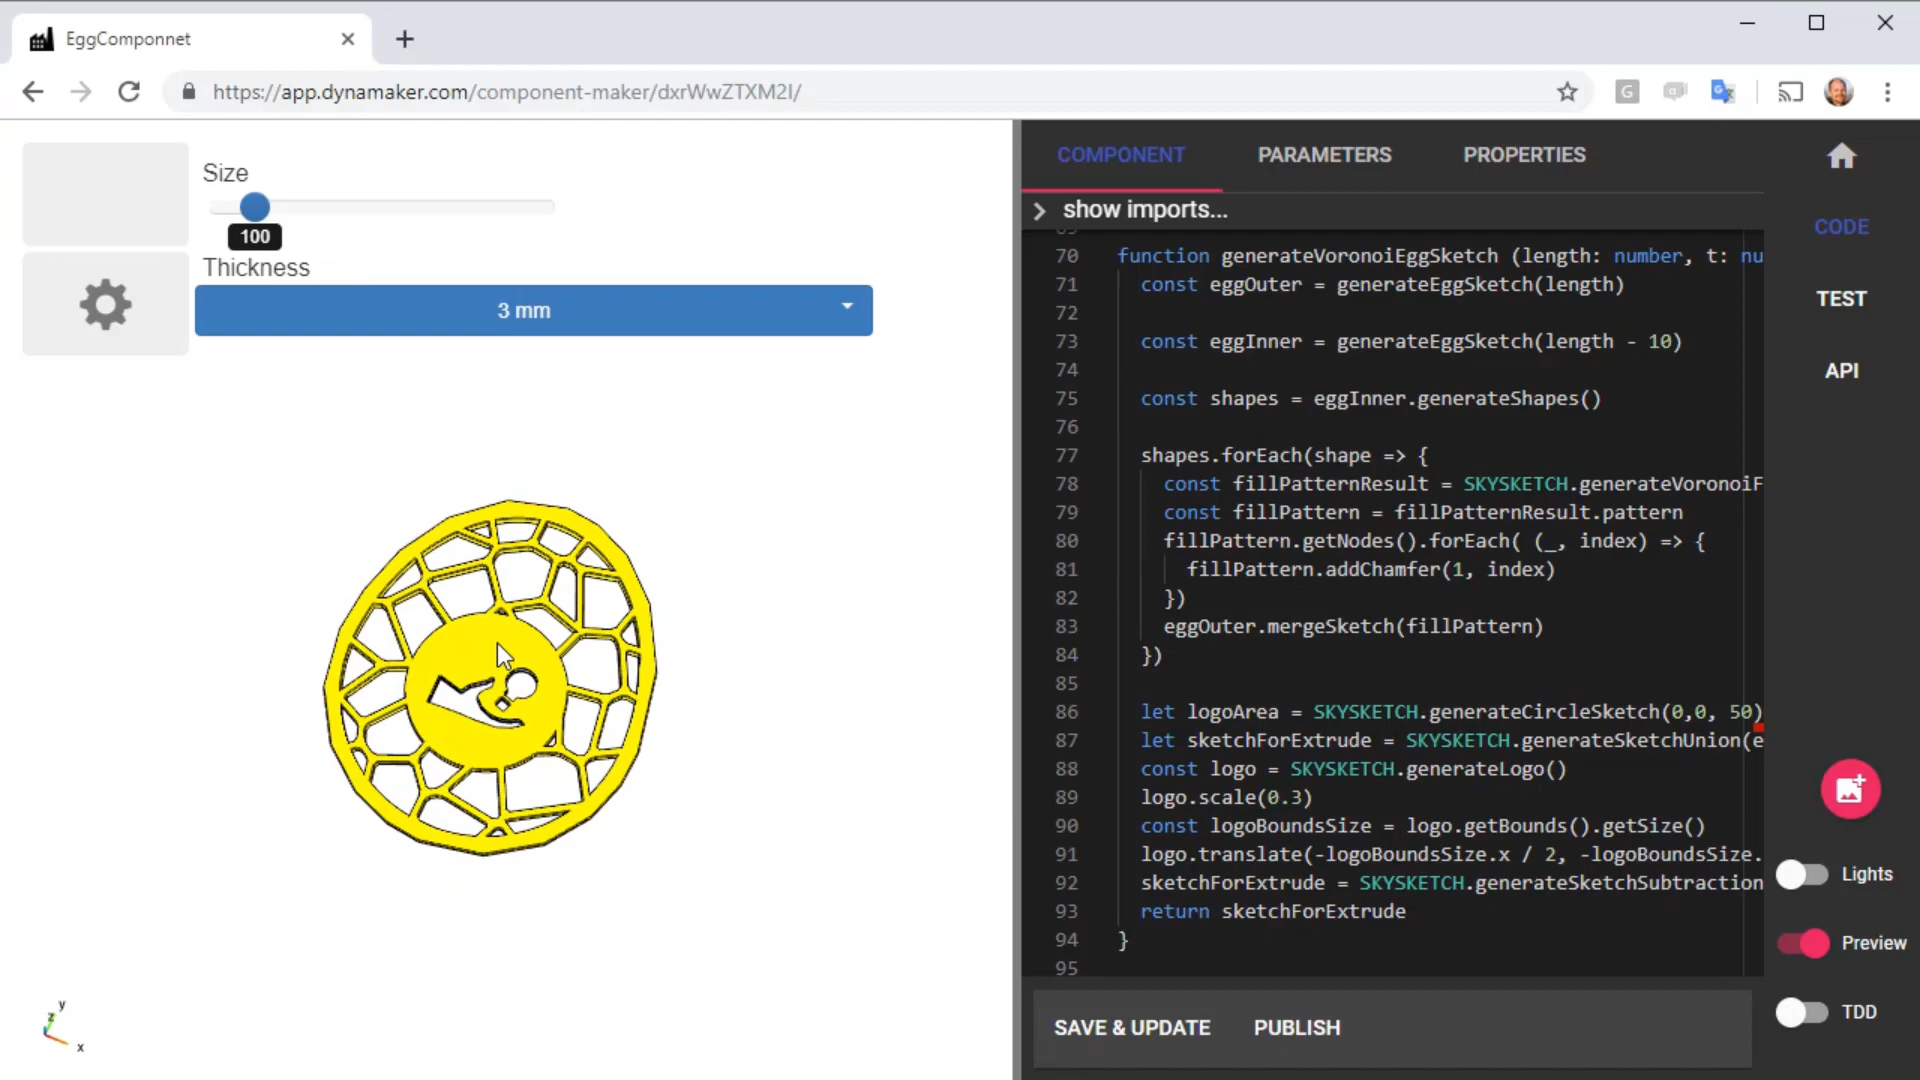 EggComponnet
https://app.dynamaker.com/component-maker/dxrWwZTXM2I/
Size
100
Thickness
3 mm
y
z
x
COMPONENT
PARAMETERS
PROPERTIES
show imports...
70 function generateVoronoiEggSketch (length: number, t: nu
71 const eggOuter = generateEggSketch(length)
72
73 const eggInner = generateEggSketch(length - 10)
74
75 const shapes = eggInner.generateShapes()
76
77 shapes.forEach(shape => {
78 const fillPatternResult = SKYSKETCH.generateVoronoiF
79 const fillPattern = fillPatternResult.pattern
80 fillPattern.getNodes().forEach( (_, index) => {
81 fillPattern.addChamfer(1, index)
82 })
83 eggOuter.mergeSketch(fillPattern)
84 })
85
86 let logoArea = SKYSKETCH.generateCircleSketch(0,0, 50)
87 let sketchForExtrude = SKYSKETCH.generateSketchUnion(e
88 const logo = SKYSKETCH.generateLogo()
89 logo.scale(0.3)
90 const logoBoundsSize = logo.getBounds().getSize()
91 logo.translate(-logoBoundsSize.x / 2, -logoBoundsSize.
92 sketchForExtrude = SKYSKETCH.generateSketchSubtraction
93 return sketchForExtrude
94 }
95
SAVE & UPDATE
PUBLISH
CODE
TEST
API
Lights
Preview
TDD